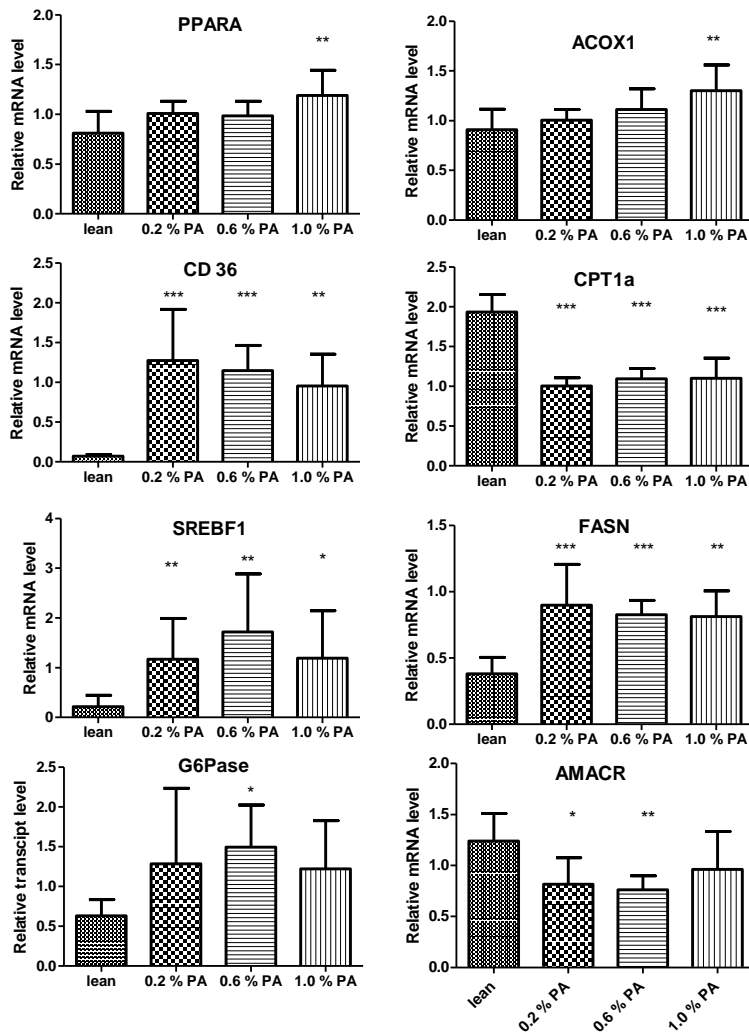 PPARA
Relative mRNA level
2.0
1.5
1.0
0.5
0.0
**
lean 0.2 % PA 0.6 % PA 1.0 % PA
ACOX1
Relative mRNA level
2.0
1.5
1.0
0.5
0.0
**
lean 0.2 % PA 0.6 % PA 1.0 % PA
CD 36
Relative mRNA level
2.5
2.0
1.5
1.0
0.5
0.0
*** *** **
lean 0.2 % PA 0.6 % PA 1.0 % PA
CPT1a
Relative mRNA level
2.5
2.0
1.5
1.0
0.5
0.0
*** *** ***
lean 0.2 % PA 0.6 % PA 1.0 % PA
SREBF1
Relative mRNA level
4
3
2
1
0
** ** *
lean 0.2 % PA 0.6 % PA 1.0 % PA
FASN
Relative mRNA level
1.5
1.0
0.5
0.0
*** *** **
lean 0.2 % PA 0.6 % PA 1.0 % PA
G6Pase
Relative transcipt level
2.5
2.0
1.5
1.0
0.5
0.0
*
lean 0.2 % PA 0.6 % PA 1.0 % PA
AMACR
Relative mRNA level
2.0
1.5
1.0
0.5
0.0
* **
lean 0.2 % PA 0.6 % PA 1.0 % PA